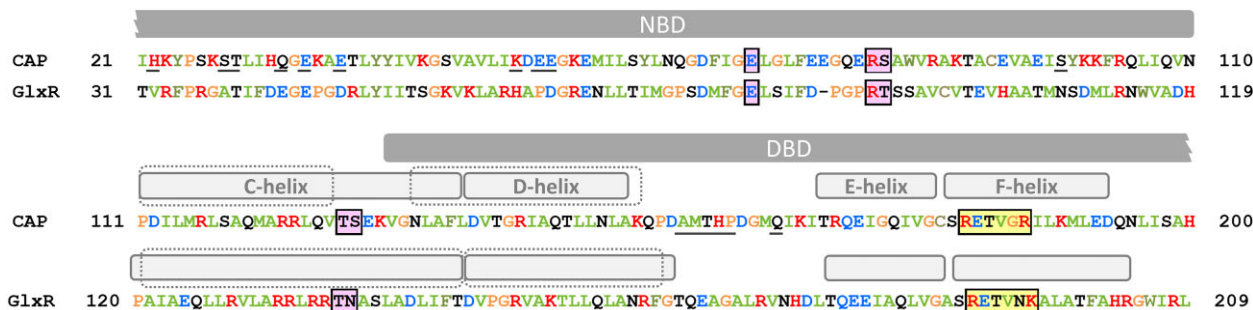 NBD
CAP 21 IHKYPSKSTLIHQGEKAETLYYIVKGSVAVLIKDEEGKEMILSYLNQGDFIGELGLFEEGQERSAWVRAKTACEVAEISYKKFRQLIQVN 110
GlxR 31 TVRFPRGATIFDEGEPGDRLYIITSGKVKLARHAPDGRENLLTIMGPSDMFGELSIFD-PGPRTSSAVCVTEVHAATMNSDMLRNWVADH 119
DBD
C-helix D-helix E-helix F-helix
CAP 111 PDILMRLSAQMARRLQVTSEKVGNLAFLDVTGRIAQTLLNLAKQPDAMTHPDGMQIKITRQEIGQIVGCSRETVGRILKMLEDQNLISAH 200
GlxR 120 PAIAEQLLRVLARRLRRTNASLADLIFTDVPGRVAKTLLQLANRFGTQEAGALRVNHDLTQEEIAQLVGASRETVNKALATFAHRGWIRL 209